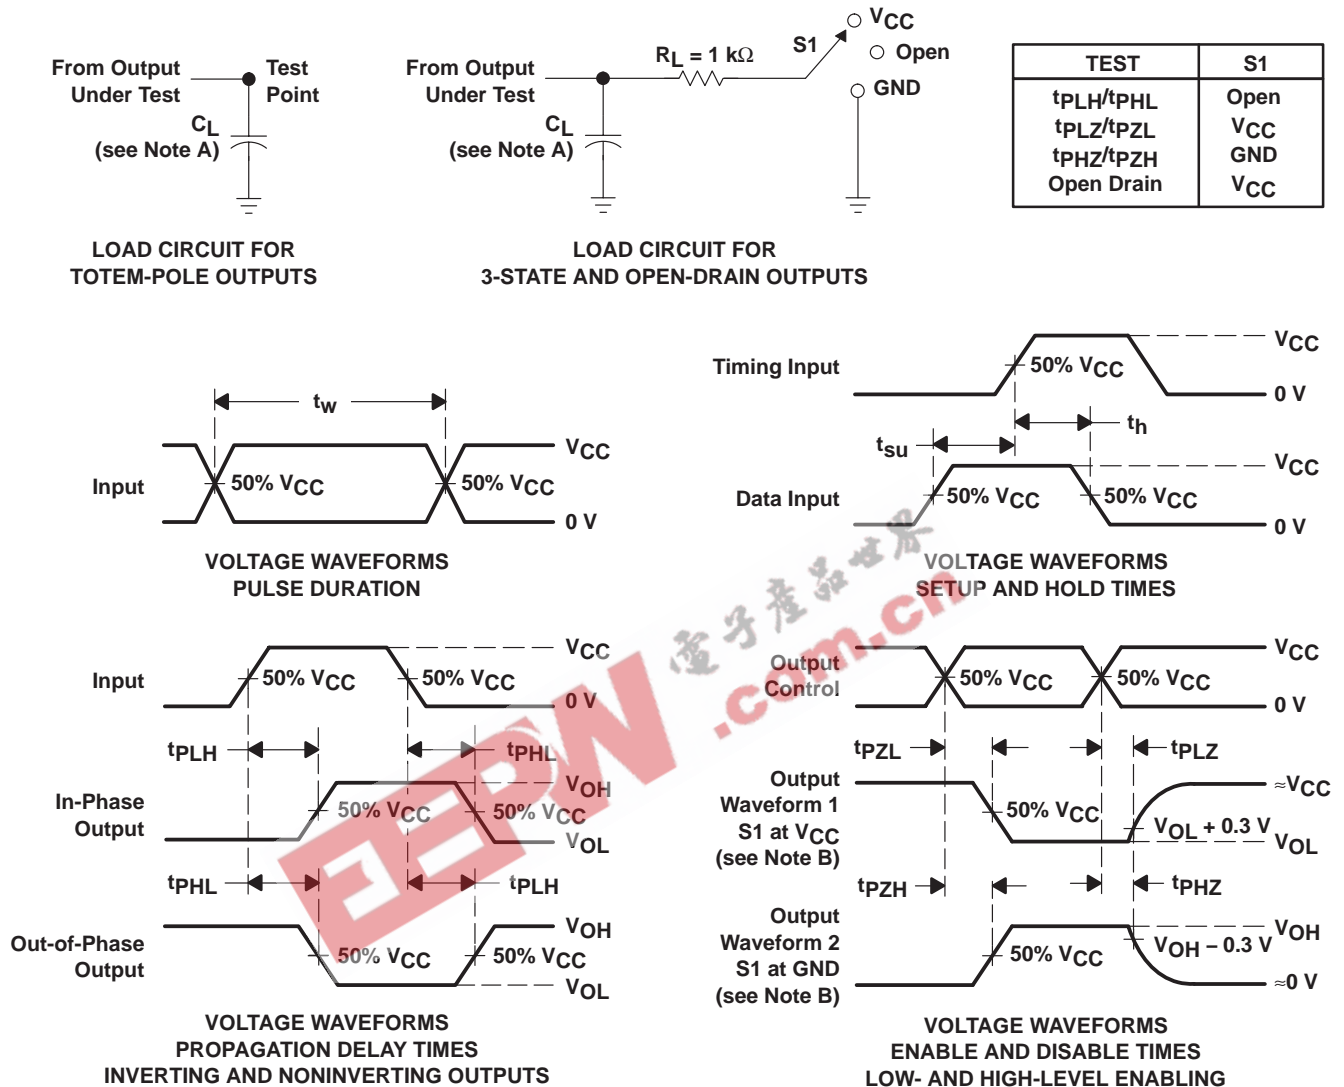 From Output
Under Test
Test
Point
CL
(see Note A)
LOAD CIRCUIT FOR
TOTEM-POLE OUTPUTS
From Output
Under Test
RL = 1 kΩ
S1
VCC
Open
GND
CL
(see Note A)
LOAD CIRCUIT FOR
3-STATE AND OPEN-DRAIN OUTPUTS
TEST S1
tPLH/tPHL Open
tPLZ/tPZL VCC
tPHZ/tPZH GND
Open Drain VCC
tw
Input
50% VCC
50% VCC
VCC
0 V
VOLTAGE WAVEFORMS
PULSE DURATION
Timing Input
50% VCC
VCC
0 V
tsu
th
Data Input
50% VCC
50% VCC
VCC
0 V
VOLTAGE WAVEFORMS
SETUP AND HOLD TIMES
Input
50% VCC
50% VCC
VCC
0 V
tPLH
tPHL
In-Phase
Output
50% VCC
50% VCC
VOH
VOL
tPHL
tPLH
Out-of-Phase
Output
50% VCC
50% VCC
VOH
VOL
VOLTAGE WAVEFORMS
PROPAGATION DELAY TIMES
INVERTING AND NONINVERTING OUTPUTS
Output
Control
50% VCC
50% VCC
VCC
0 V
tPZL
tPLZ
Output
Waveform 1
S1 at VCC
(see Note B)
50% VCC
VOL + 0.3 V
≈VCC
VOL
tPZH
tPHZ
Output
Waveform 2
S1 at GND
(see Note B)
50% VCC
VOH – 0.3 V
VOH
≈0 V
VOLTAGE WAVEFORMS
ENABLE AND DISABLE TIMES
LOW- AND HIGH-LEVEL ENABLING
EEPW
.com.cn
電子産品世界